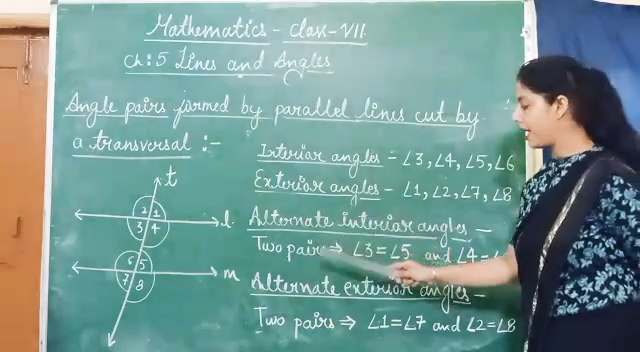 Mathematics - Class-VII
Ch:5 Lines and Angles
Angle pairs formed by parallel lines cut by
a transversal :-
Interior angles = ∠3, ∠4, ∠5, ∠6
Exterior angles - ∠1, ∠2, ∠7, ∠8
Alternate interior angles -
Two pairs ⇒ ∠3=∠5 and ∠4=
Alternate exterior angles -
Two pairs ⇒ ∠1=∠7 and ∠2=∠8
t
2 1
3 4
l
6 5
7 8
m